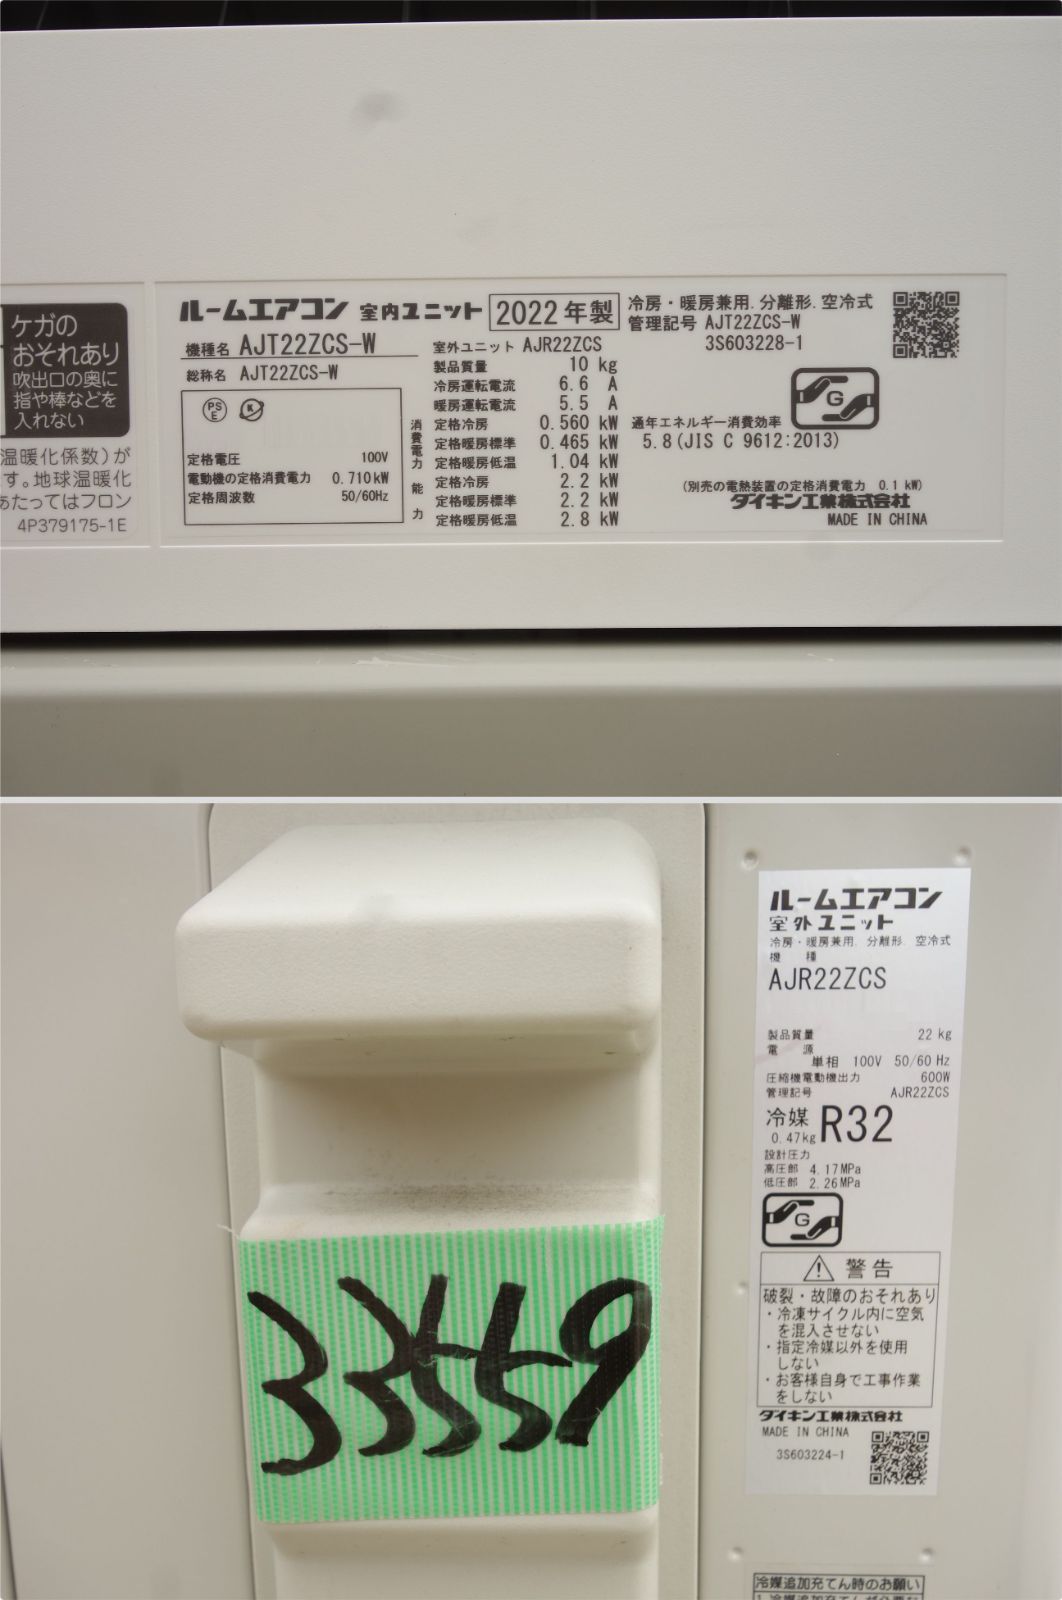 ケガの
おそれあり
吹出口の奥に
指や棒などを
入れない
温暖化係数)が
す。地球温暖化
あたってはフロン
4P379175-1E
ルームエアコン 室内ユニット 2022年製
機種名 AJT22ZCS-W
総称名 AJT22ZCS-W
PS
E
定格電圧 100V
電動機の定格消費電力 0.710kW
定格周波数 50/60Hz
室外ユニット AJR22ZCS
製品質量 10 kg
冷房運転電流 6.6 A
暖房運転電流 5.5 A
消費電力
定格冷房 0.560 kW
定格暖房標準 0.465 kW
定格暖房低温 1.04 kW
能力
定格冷房 2.2 kW
定格暖房標準 2.2 kW
定格暖房低温 2.8 kW
冷房・暖房兼用.分離形.空冷式
管理記号 AJT22ZCS-W
3S603228-1
G
通年エネルギー消費効率
5.8(JIS C 9612:2013)
(別売の電熱装置の定格消費電力 0.1 kW)
ダイキン工業株式会社
MADE IN CHINA
33559
ルームエアコン
室外ユニット
冷房・暖房兼用. 分離形. 空冷式
機種
AJR22ZCS
製品質量 22 kg
電源
単相 100V 50/60 Hz
圧縮機電動機出力 600W
管理記号 AJR22ZCS
冷媒 R32
0.47kg
設計圧力
高圧部 4.17MPa
低圧部 2.26MPa
G
警告
破裂・故障のおそれあり
・冷凍サイクル内に空気
を混入させない
・指定冷媒以外を使用
しない
・お客様自身で工事作業
をしない
ダイキン工業株式会社
MADE IN CHINA
3S603224-1
冷媒追加充てん時のお願い